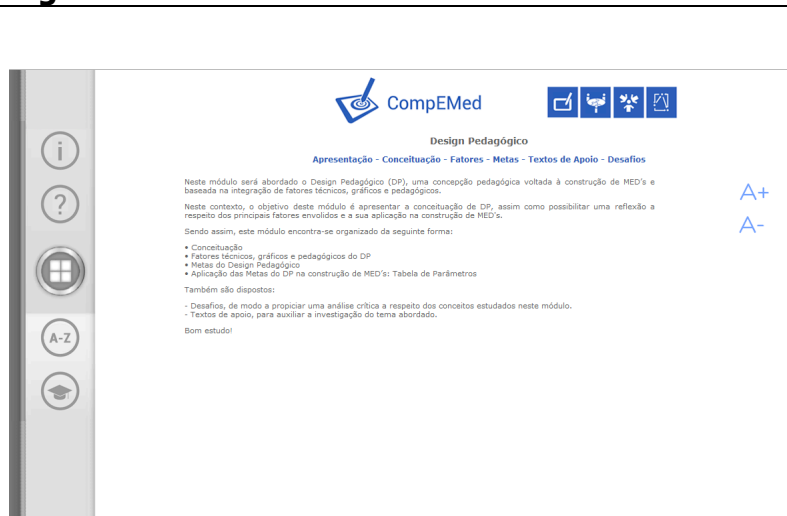 CompEMed
Design Pedagógico
Apresentação - Conceituação - Fatores - Metas - Textos de Apoio - Desafios
Neste módulo será abordado o Design Pedagógico (DP), uma concepção pedagógica voltada à construção de MED's e
baseada na integração de fatores técnicos, gráficos e pedagógicos.
Neste contexto, o objetivo deste módulo é apresentar a conceituação de DP, assim como possibilitar uma reflexão a
respeito dos principais fatores envolidos e a sua aplicação na construção de MED's.
Sendo assim, este módulo encontra-se organizado da seguinte forma:
• Conceituação
• Fatores técnicos, gráficos e pedagógicos do DP
• Metas do Design Pedagógico
• Aplicação das Metas do DP na construção de MED's: Tabela de Parâmetros
Também são dispostos:
- Desafios, de modo a propiciar uma análise crítica a respeito dos conceitos estudados neste módulo.
- Textos de apoio, para auxiliar a investigação do tema abordado.
Bom estudo!
A+
A-
i
?
A-Z